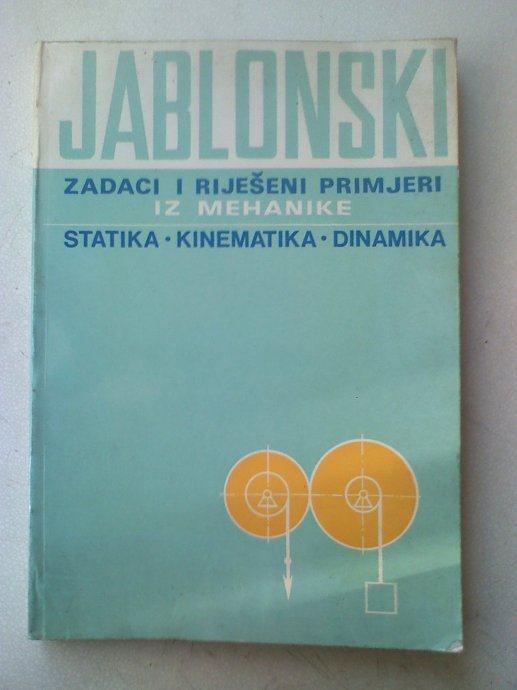 JABLONSKI
ZADACI I RIJEŠENI PRIMJERI
IZ MEHANIKE
STATIKA · KINEMATIKA · DINAMIKA